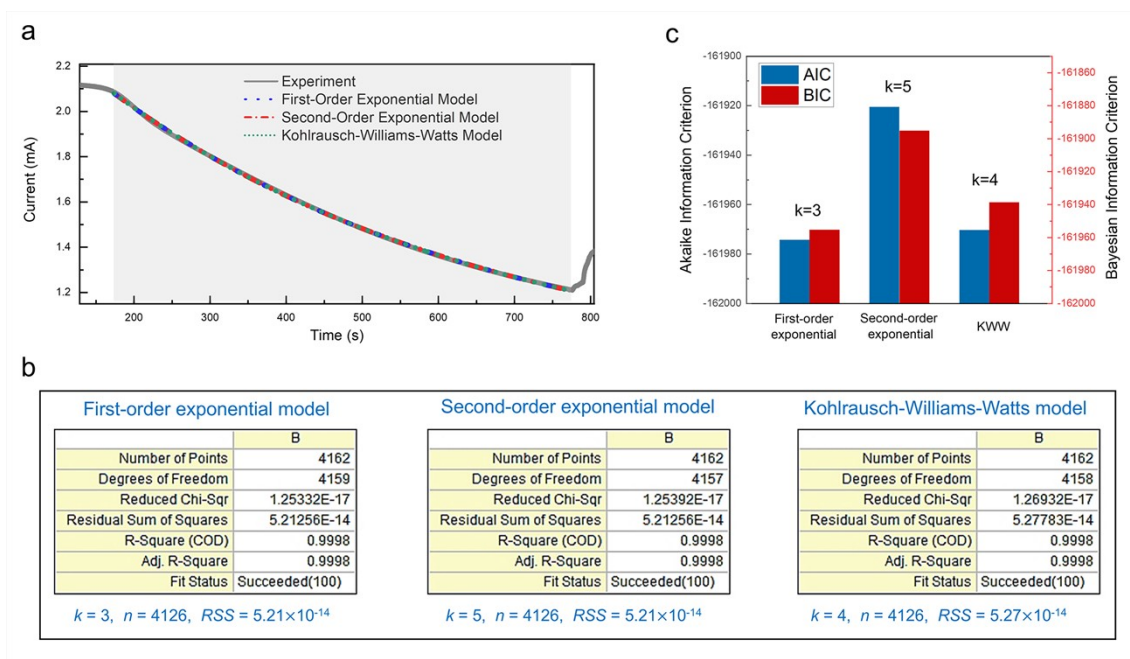 a
2.2
2.0
1.8
1.6
1.4
1.2
Current (mA)
200 300 400 500 600 700 800
Time (s)
Experiment
First-Order Exponential Model
Second-Order Exponential Model
Kohlrausch-Williams-Watts Model
c
-161900
-161920
-161940
-161960
-161980
-162000
Akaike Information Criterion
AIC
BIC
k=3
k=5
k=4
First-order
exponential
Second-order
exponential
KWW
-161860
-161880
-161900
-161920
-161940
-161960
-161980
-162000
Bayesian Information Criterion
b
First-order exponential model
B
Number of Points 4162
Degrees of Freedom 4159
Reduced Chi-Sqr 1.25332E-17
Residual Sum of Squares 5.21256E-14
R-Square (COD) 0.9998
Adj. R-Square 0.9998
Fit Status Succeeded(100)
k = 3, n = 4126, RSS = 5.21×10⁻¹⁴
Second-order exponential model
B
Number of Points 4162
Degrees of Freedom 4157
Reduced Chi-Sqr 1.25392E-17
Residual Sum of Squares 5.21256E-14
R-Square (COD) 0.9998
Adj. R-Square 0.9998
Fit Status Succeeded(100)
k = 5, n = 4126, RSS = 5.21×10⁻¹⁴
Kohlrausch-Williams-Watts model
B
Number of Points 4162
Degrees of Freedom 4158
Reduced Chi-Sqr 1.26932E-17
Residual Sum of Squares 5.27783E-14
R-Square (COD) 0.9998
Adj. R-Square 0.9998
Fit Status Succeeded(100)
k = 4, n = 4126, RSS = 5.27×10⁻¹⁴